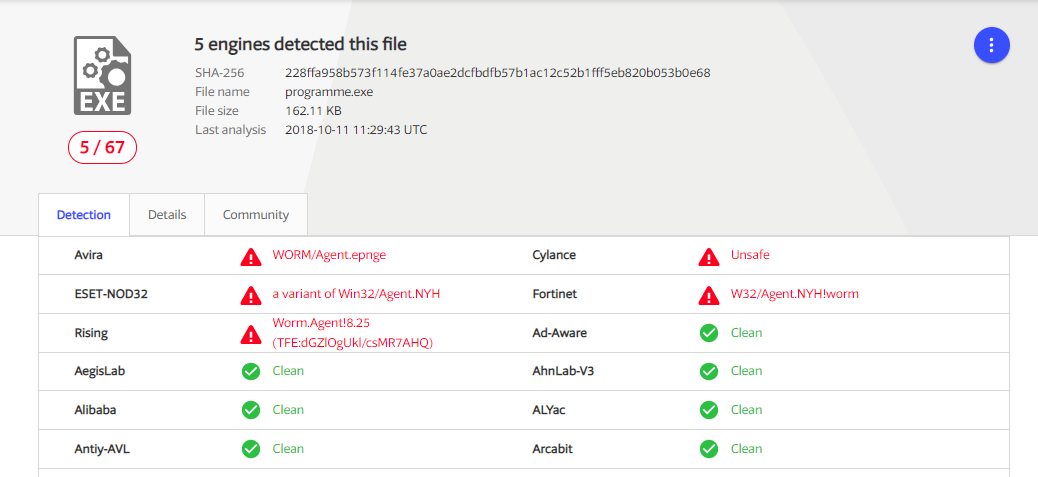 5 engines detected this file
SHA-256 228ffa958b573f114fe37a0ae2dcfbdfb57b1ac12c52b1fff5eb820b053b0e68
File name programme.exe
File size 162.11 KB
Last analysis 2018-10-11 11:29:43 UTC
EXE
5 / 67
Detection Details Community
Avira WORM/Agent.epnge Cylance Unsafe
ESET-NOD32 a variant of Win32/Agent.NYH Fortinet W32/Agent.NYH!worm
Rising Worm.Agent!8.25 Ad-Aware Clean
(TFE:dGZlOgUkl/csMR7AHQ)
AegisLab Clean AhnLab-V3 Clean
Alibaba Clean ALYac Clean
Antiy-AVL Clean Arcabit Clean